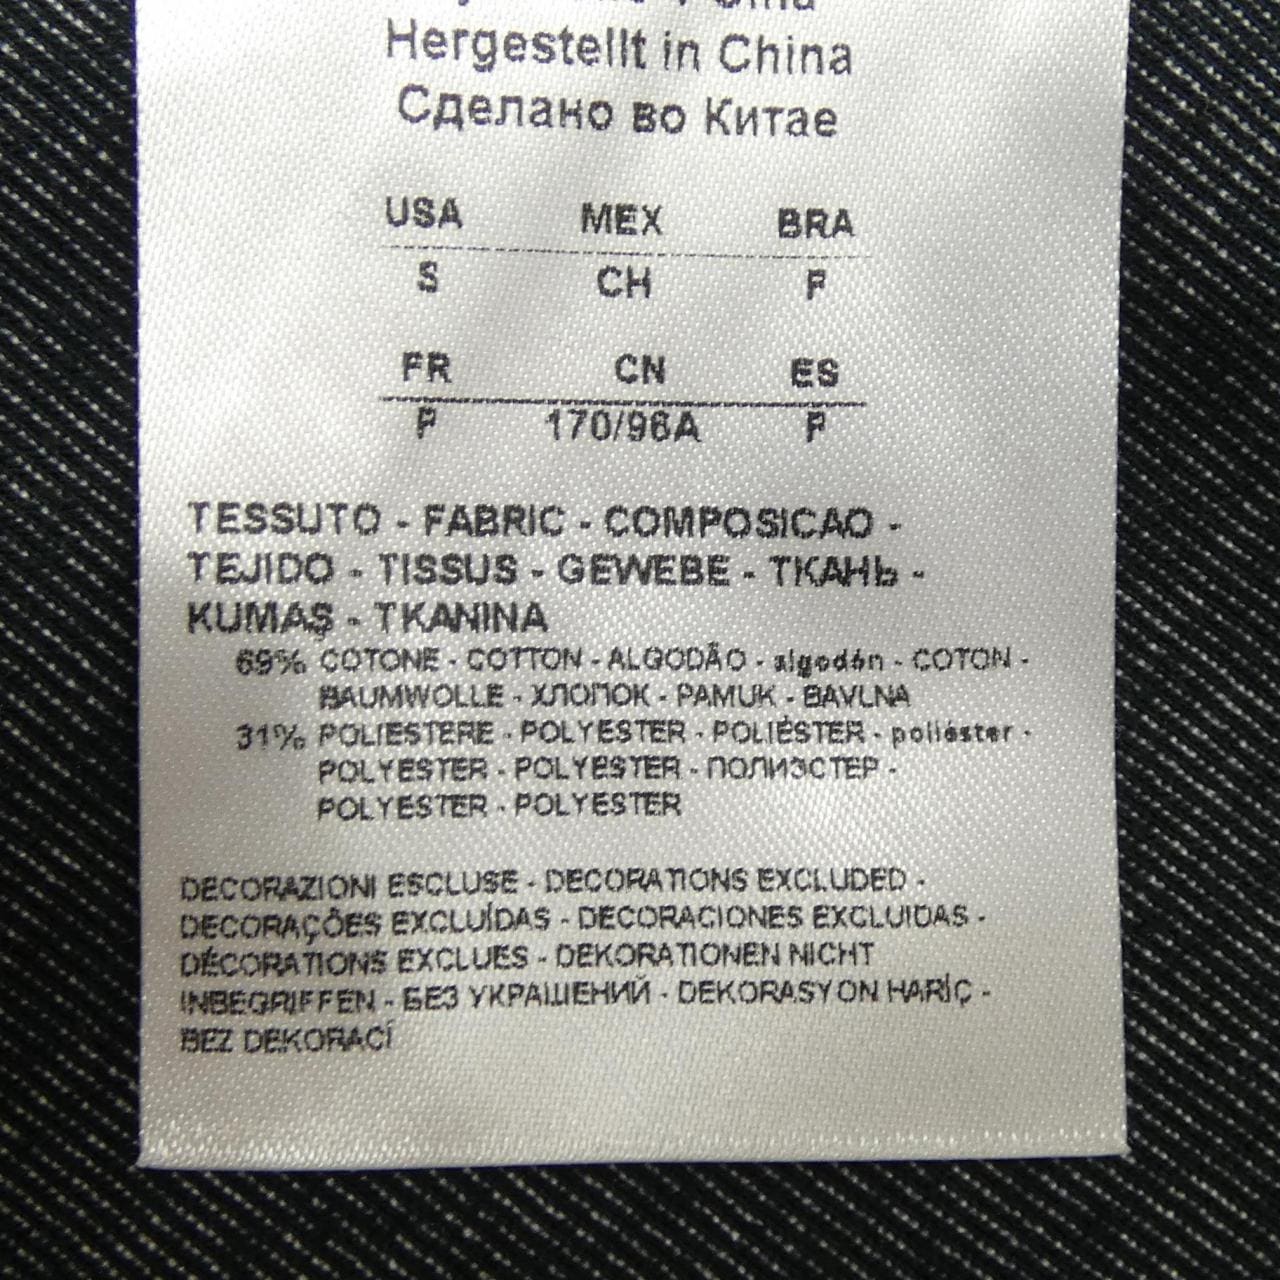 Hergestellt in China
Сделано во Китае
USA MEX BRA
S CH P
FR CN ES
P 170/96A P
TESSUTO - FABRIC - COMPOSICAO -
TEJIDO - TISSUS - GEWEBE - ТКАНЬ -
KUMAŞ - TKANINA
69% COTONE - COTTON - ALGODÃO - algodón - COTON -
BAUMWOLLE - ХЛОПОК - PAMUK - BAVLNA
31% POLIESTERE - POLYESTER - POLIÉSTER - poliéster -
POLYESTER - POLYESTER - ПОЛИЭСТЕР -
POLYESTER - POLYESTER
DECORAZIONI ESCLUSE - DECORATIONS EXCLUDED -
DECORAÇÕES EXCLUÍDAS - DECORACIONES EXCLUIDAS -
DÉCORATIONS EXCLUES - DEKORATIONEN NICHT
INBEGRIFFEN - БЕЗ УКРАШЕНИЙ - DEKORASYON HARİÇ -
BEZ DEKORACÍ